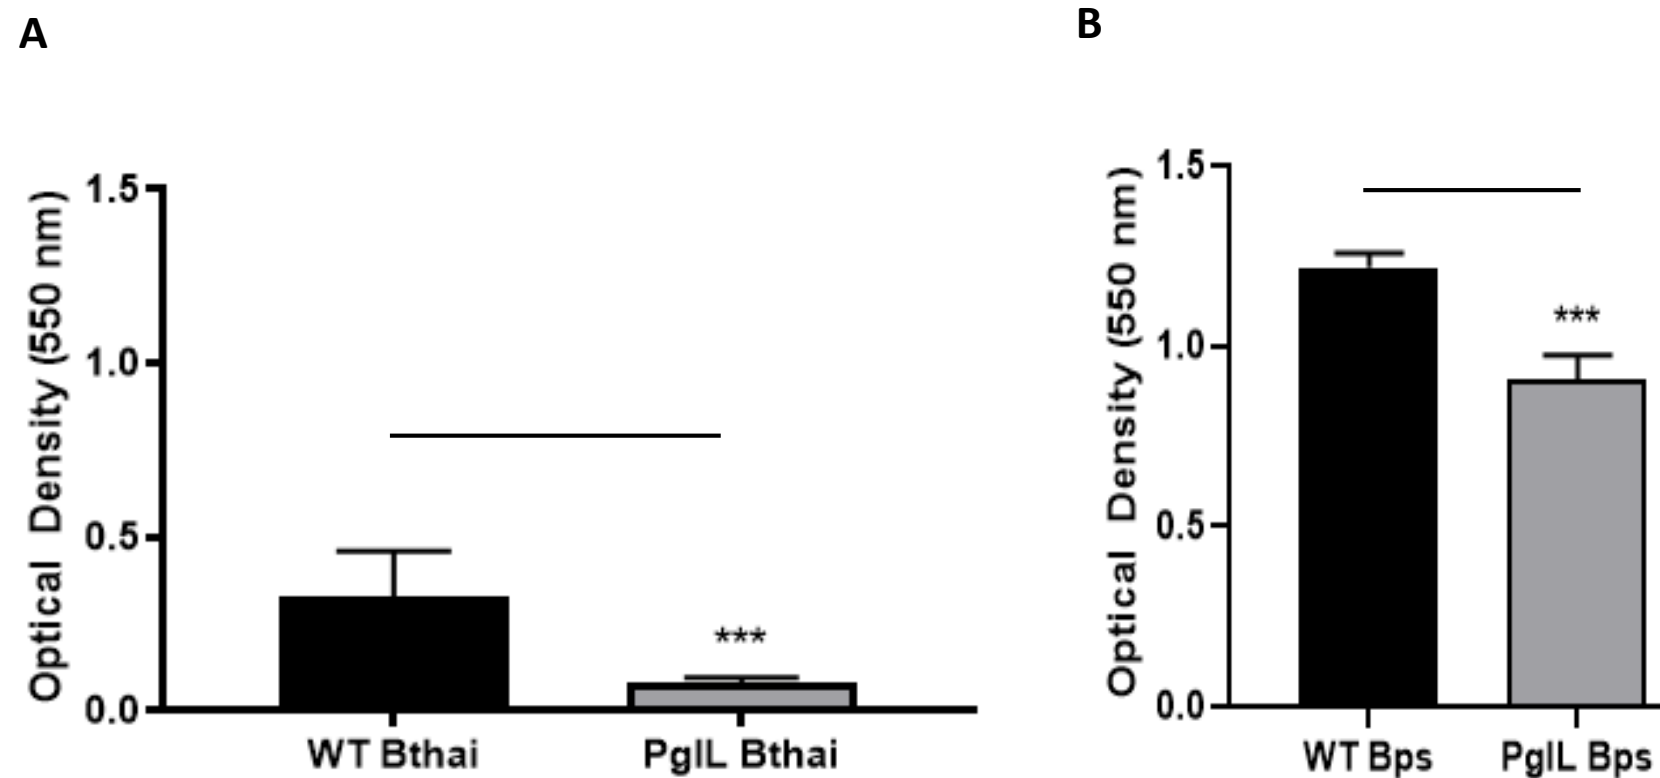 A
Optical Density (550 nm)
1.5
1.0
0.5
0.0
***
WT Bthai
PglL Bthai
B
Optical Density (550 nm)
1.5
1.0
0.5
0.0
***
WT Bps
PglL Bps